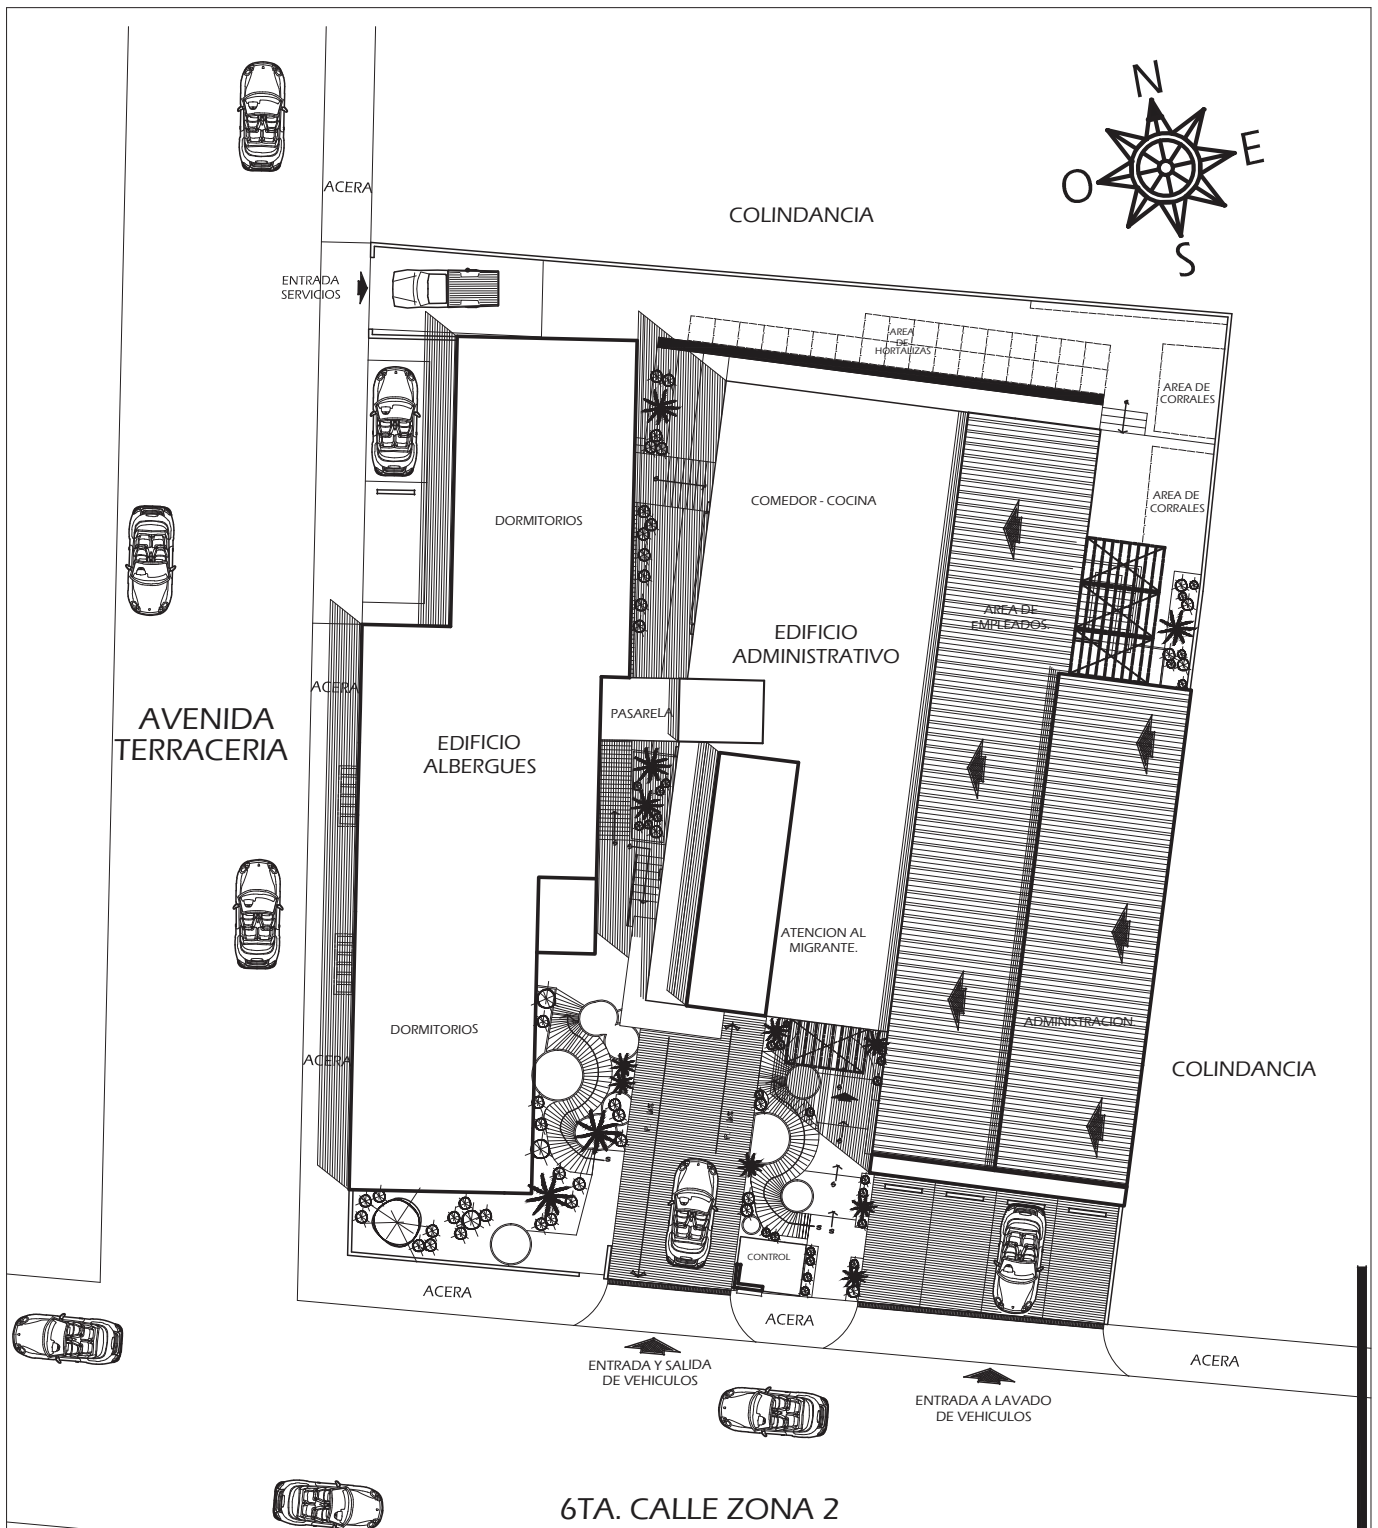 N
E
O
S
ACERA
COLINDANCIA
ENTRADA
SERVICIOS
AREA
DE
HORTALIZAS
AREA DE
CORRALES
COMEDOR - COCINA
AREA DE
CORRALES
DORMITORIOS
AREA DE
EMPLEADOS.
EDIFICIO
ADMINISTRATIVO
ACERA
PASARELA
AVENIDA
TERRACERIA
EDIFICIO
ALBERGUES
ATENCION AL
MIGRANTE.
DORMITORIOS
ADMINISTRACION.
ACERA
COLINDANCIA
CONTROL
ACERA
ACERA
ACERA
ENTRADA Y SALIDA
DE VEHICULOS
ENTRADA A LAVADO
DE VEHICULOS
6TA. CALLE ZONA 2